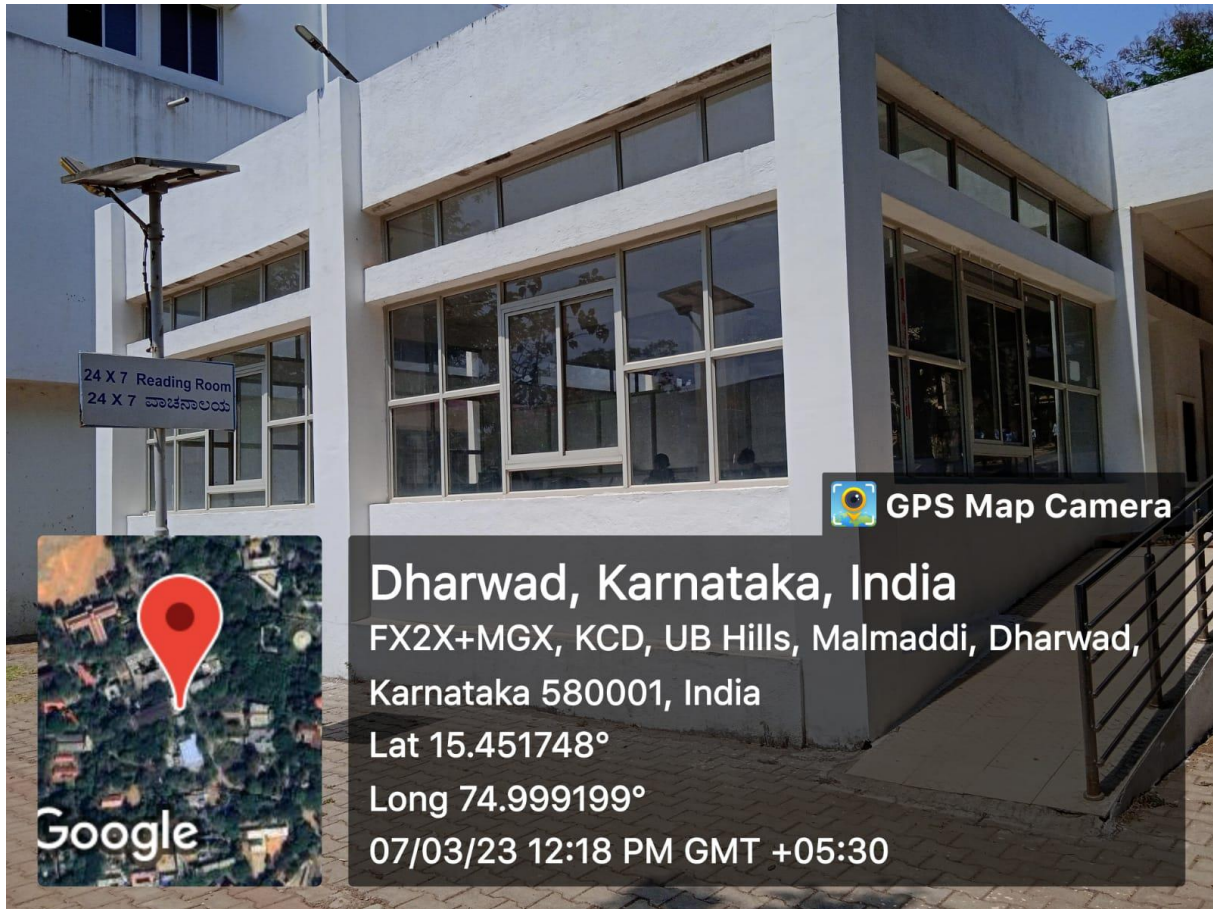 24 X 7 Reading Room
24 X 7 ವಾಚನಾಲಯ
GPS Map Camera
Dharwad, Karnataka, India
FX2X+MGX, KCD, UB Hills, Malmaddi, Dharwad,
Karnataka 580001, India
Lat 15.451748°
Long 74.999199°
07/03/23 12:18 PM GMT +05:30
Google